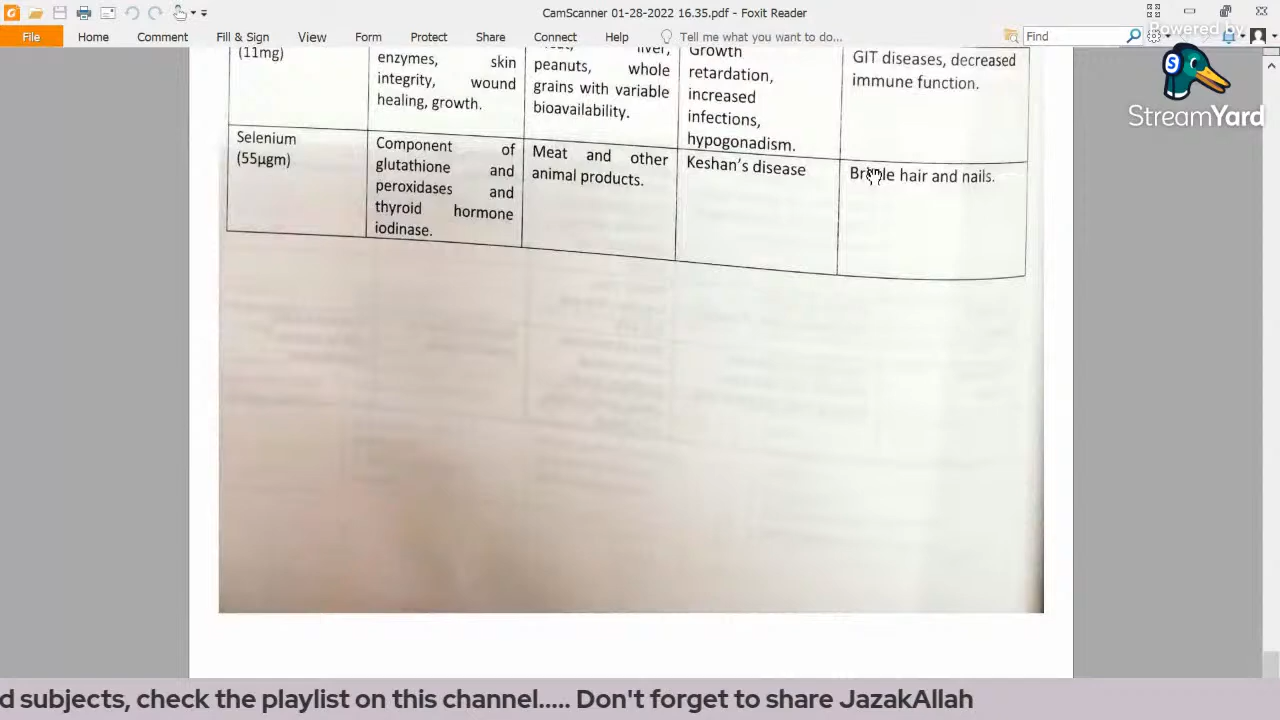 CamScanner 01-28-2022 16.35.pdf - Foxit Reader
File Home Comment Fill & Sign View Form Protect Share Connect Help Tell me what you want to do... Find
Powered by
StreamYard
(11mg)
enzymes, skin
integrity, wound
healing, growth.
liver,
peanuts, whole
grains with variable
bioavailability.
Growth
retardation,
increased
infections,
hypogonadism.
GIT diseases, decreased
immune function.
Selenium
(55µgm)
Component of
glutathione and
peroxidases and
thyroid hormone
iodinase.
Meat and other
animal products.
Keshan's disease
hair and nails.
d subjects, check the playlist on this channel..... Don't forget to share JazakAllah